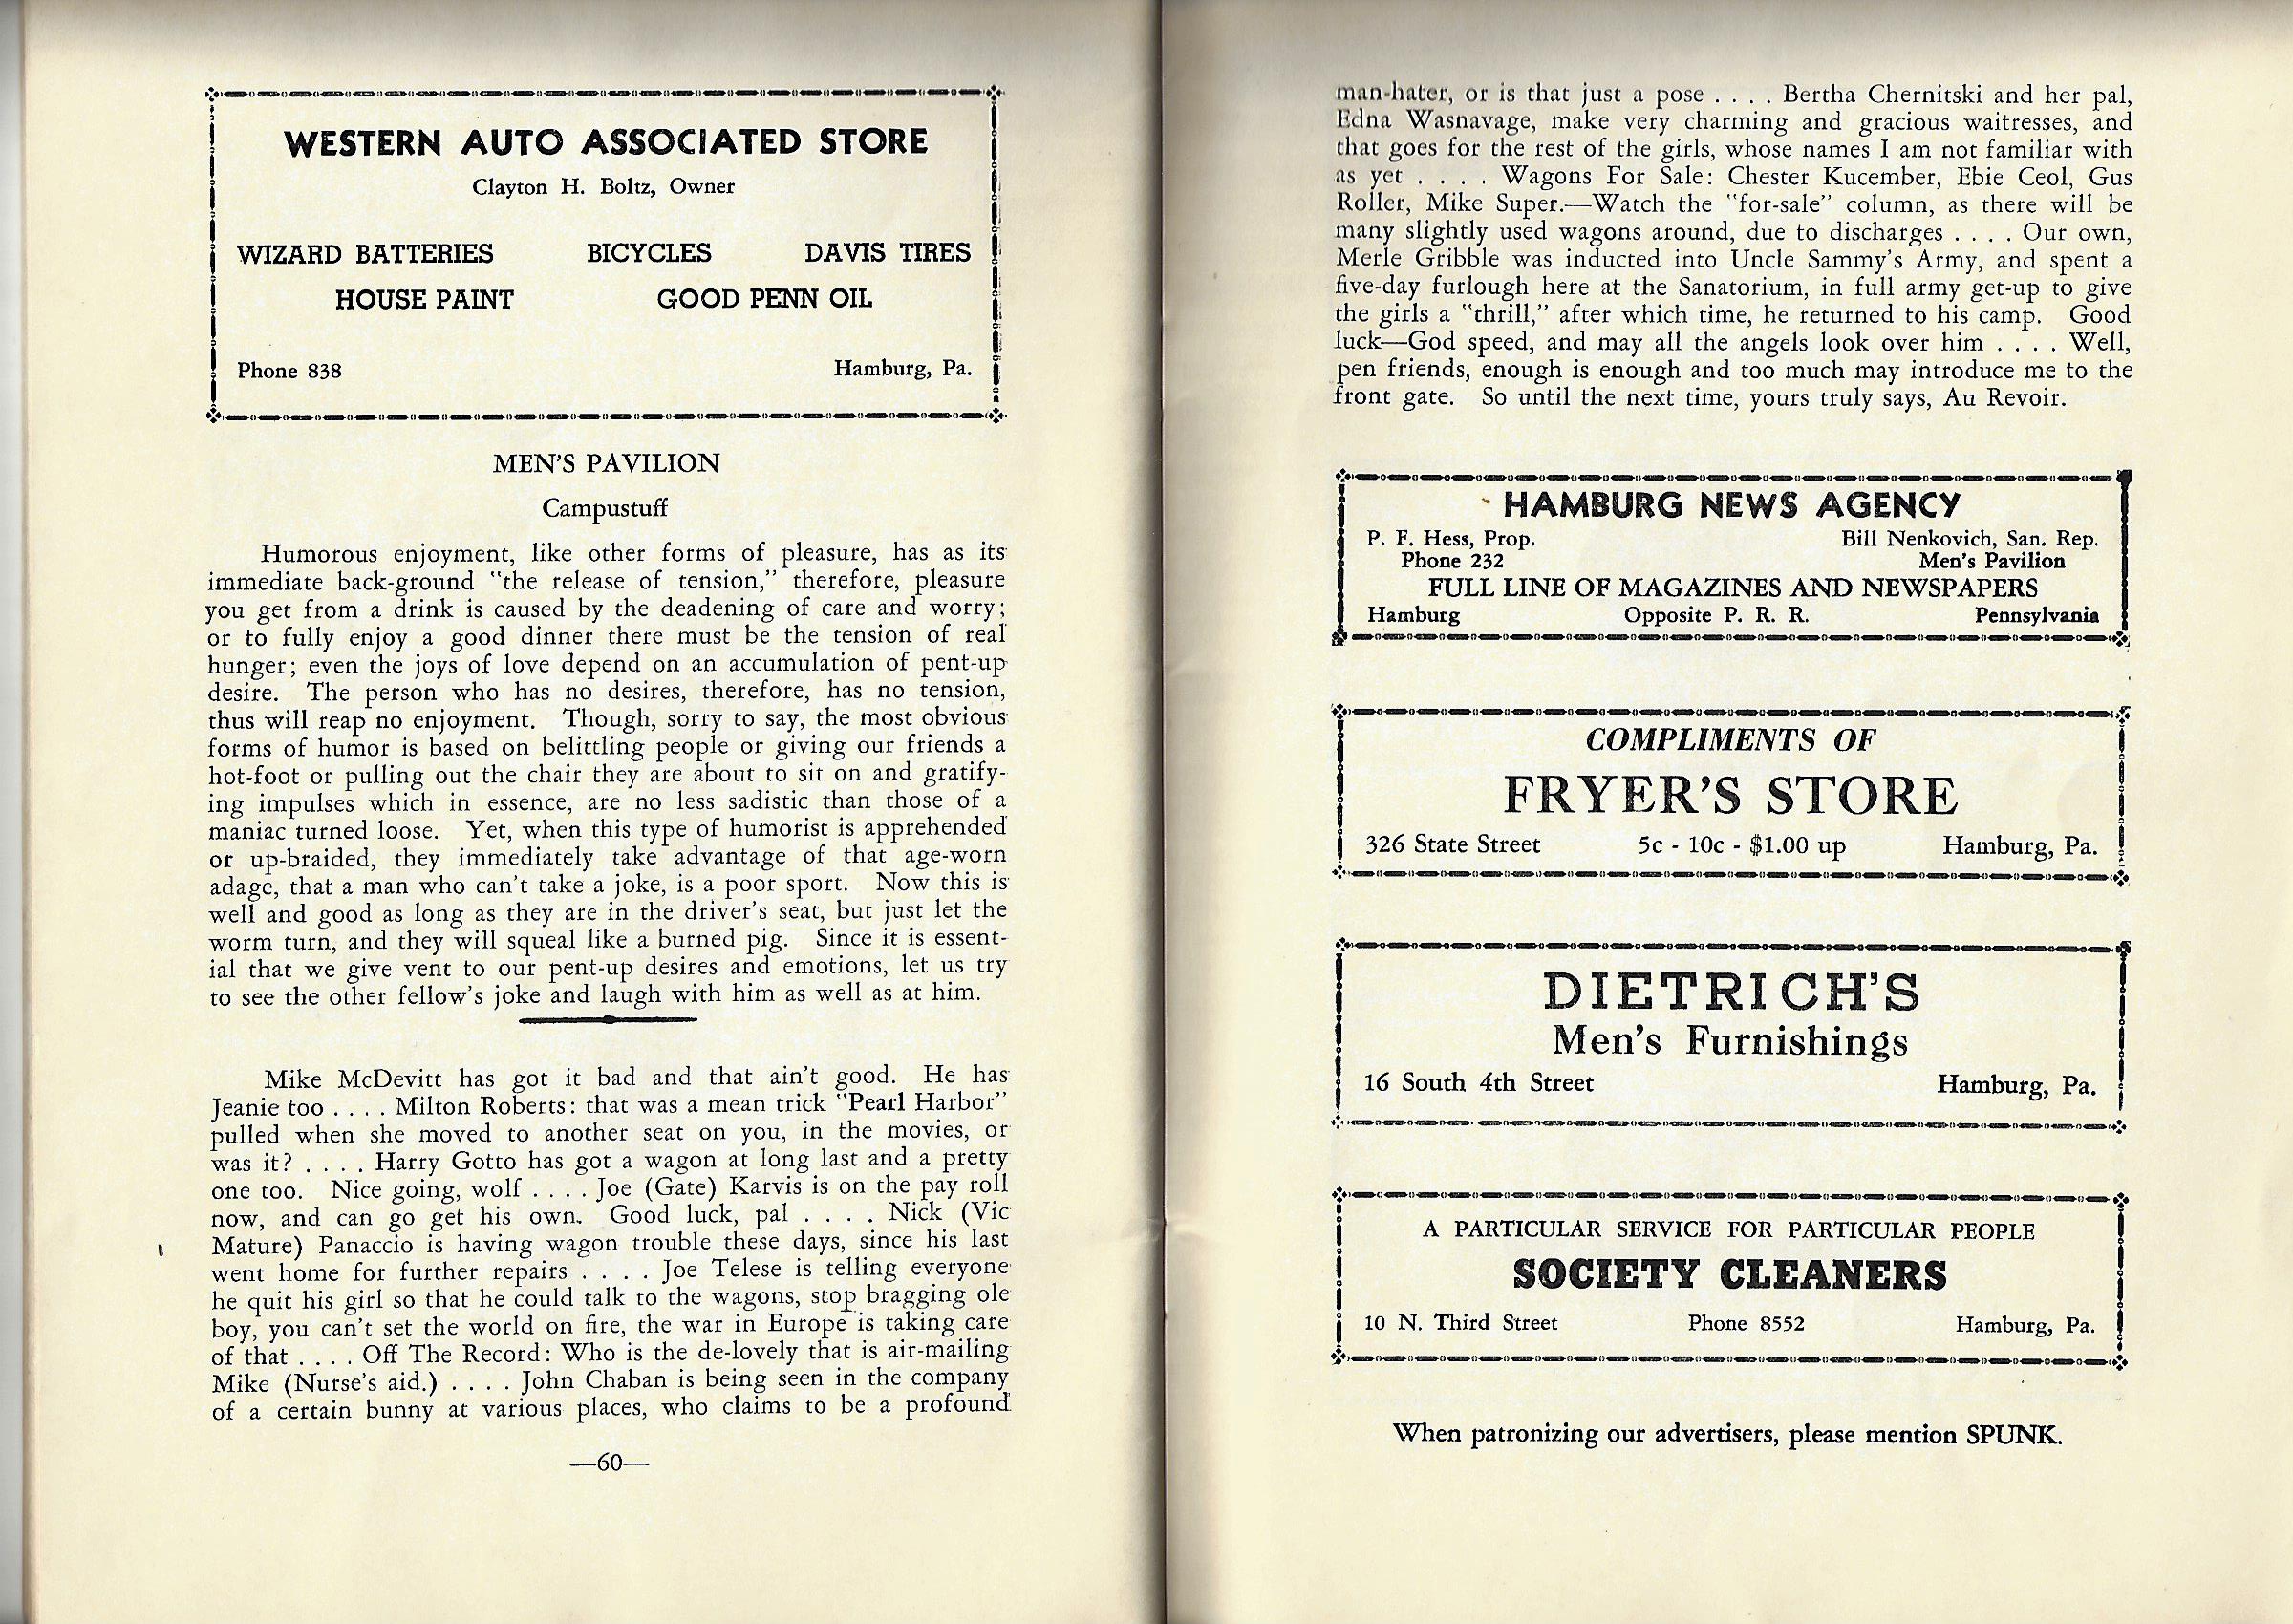 WESTERN AUTO ASSOCIATED STORE
Clayton H. Boltz, Owner
WIZARD BATTERIES BICYCLES DAVIS TIRES
HOUSE PAINT GOOD PENN OIL
Phone 838 Hamburg, Pa.
MEN'S PAVILION
Campustuff
Humorous enjoyment, like other forms of pleasure, has as its
immediate back-ground "the release of tension," therefore, pleasure
you get from a drink is caused by the deadening of care and worry;
or to fully enjoy a good dinner there must be the tension of real
hunger; even the joys of love depend on an accumulation of pent-up
desire. The person who has no desires, therefore, has no tension,
thus will reap no enjoyment. Though, sorry to say, the most obvious
forms of humor is based on belittling people or giving our friends a
hot-foot or pulling out the chair they are about to sit on and gratify-
ing impulses which in essence, are no less sadistic than those of a
maniac turned loose. Yet, when this type of humorist is apprehended
or up-braided, they immediately take advantage of that age-worn
adage, that a man who can't take a joke, is a poor sport. Now this is
well and good as long as they are in the driver's seat, but just let the
worm turn, and they will squeal like a burned pig. Since it is essent-
ial that we give vent to our pent-up desires and emotions, let us try
to see the other fellow's joke and laugh with him as well as at him.
Mike McDevitt has got it bad and that ain't good. He has
Jeanie too . . . . Milton Roberts: that was a mean trick "Pearl Harbor"
pulled when she moved to another seat on you, in the movies, or
was it? . . . . Harry Gotto has got a wagon at long last and a pretty
one too. Nice going, wolf . . . . Joe (Gate) Karvis is on the pay roll
now, and can go get his own. Good luck, pal . . . . Nick (Vic
Mature) Panaccio is having wagon trouble these days, since his last
went home for further repairs . . . . Joe Telese is telling everyone
he quit his girl so that he could talk to the wagons, stop bragging ole
boy, you can't set the world on fire, the war in Europe is taking care
of that . . . . Off The Record: Who is the de-lovely that is air-mailing
Mike (Nurse's aid.) . . . . John Chaban is being seen in the company
of a certain bunny at various places, who claims to be a profound
—60—
man-hater, or is that just a pose . . . . Bertha Chernitski and her pal,
Edna Wasnavage, make very charming and gracious waitresses, and
that goes for the rest of the girls, whose names I am not familiar with
as yet . . . . Wagons For Sale: Chester Kucember, Ebie Ceol, Gus
Roller, Mike Super.—Watch the "for-sale" column, as there will be
many slightly used wagons around, due to discharges . . . . Our own,
Merle Gribble was inducted into Uncle Sammy's Army, and spent a
five-day furlough here at the Sanatorium, in full army get-up to give
the girls a "thrill," after which time, he returned to his camp. Good
luck—God speed, and may all the angels look over him . . . . Well,
pen friends, enough is enough and too much may introduce me to the
front gate. So until the next time, yours truly says, Au Revoir.
HAMBURG NEWS AGENCY
P. F. Hess, Prop. Bill Nenkovich, San. Rep.
Phone 232 Men's Pavilion
FULL LINE OF MAGAZINES AND NEWSPAPERS
Hamburg Opposite P. R. R. Pennsylvania
COMPLIMENTS OF
FRYER'S STORE
326 State Street 5c - 10c - $1.00 up Hamburg, Pa.
DIETRICH'S
Men's Furnishings
16 South 4th Street Hamburg, Pa.
A PARTICULAR SERVICE FOR PARTICULAR PEOPLE
SOCIETY CLEANERS
10 N. Third Street Phone 8552 Hamburg, Pa.
When patronizing our advertisers, please mention SPUNK.